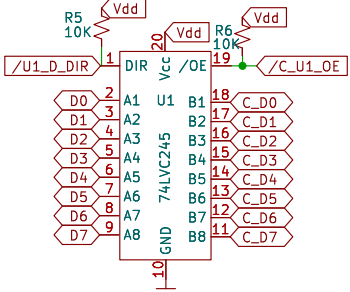 Vdd
R5
10K
Vdd
R6
10K
Vdd
20
/U1_D_DIR
1
DIR
Vcc
/OE
19
/C_U1_OE
D0
2
A1
U1
B1
18
C_D0
D1
3
A2
B2
17
C_D1
D2
4
A3
B3
16
C_D2
D3
5
A4
74LVC245
B4
15
C_D3
D4
6
A5
B5
14
C_D4
D5
7
A6
B6
13
C_D5
D6
8
A7
B7
12
C_D6
D7
9
A8
GND
B8
11
C_D7
10